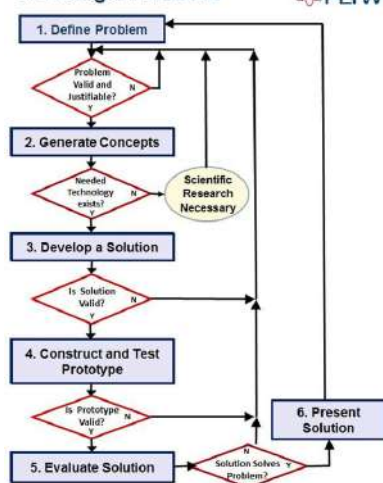 1. Define Problem
Problem
Valid and
Justifiable?
N
Y
2. Generate Concepts
Needed
Technology
exists?
N
Y
Scientific
Research
Necessary
3. Develop a Solution
Is Solution
Valid?
N
Y
4. Construct and Test
Prototype
Is Prototype
Valid?
N
Y
5. Evaluate Solution
N
Solution Solves
Problem?
Y
6. Present
Solution